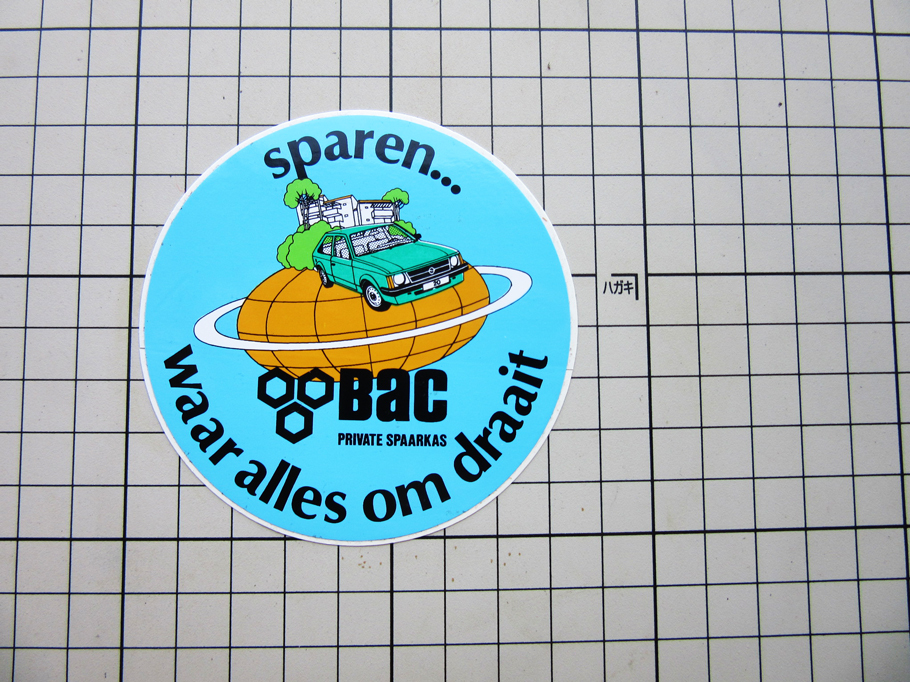 sparen...
BAC
PRIVATE SPAARKAS
waar alles om draait
ハガキ